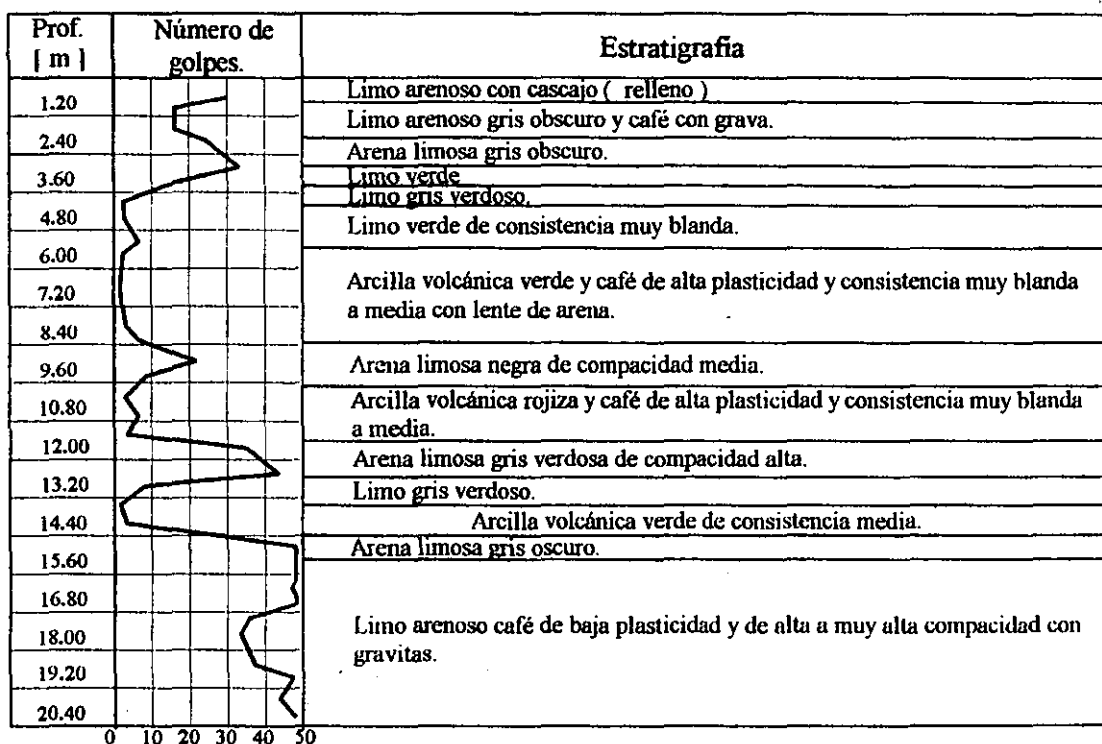 Prof.
[ m ]
Número de
golpes.
Estratigrafía
1.20
2.40
3.60
4.80
6.00
7.20
8.40
9.60
10.80
12.00
13.20
14.40
15.60
16.80
18.00
19.20
20.40
0 10 20 30 40 50
Limo arenoso con cascajo ( relleno )
Limo arenoso gris obscuro y café con grava.
Arena limosa gris obscuro.
Limo verde
Limo gris verdoso.
Limo verde de consistencia muy blanda.
Arcilla volcánica verde y café de alta plasticidad y consistencia muy blanda
a media con lente de arena.
Arena limosa negra de compacidad media.
Arcilla volcánica rojiza y café de alta plasticidad y consistencia muy blanda
a media.
Arena limosa gris verdosa de compacidad alta.
Limo gris verdoso.
Arcilla volcánica verde de consistencia media.
Arena limosa gris oscuro.
Limo arenoso café de baja plasticidad y de alta a muy alta compacidad con
gravitas.